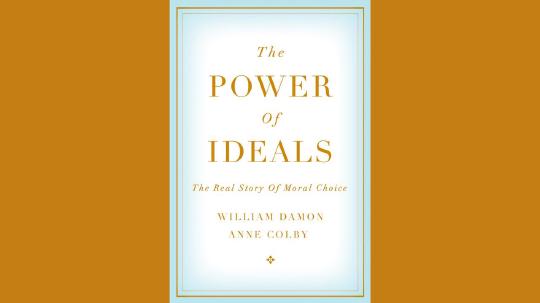 The
POWER
Of
IDEALS
The Real Story Of Moral Choice
WILLIAM DAMON
ANNE COLBY